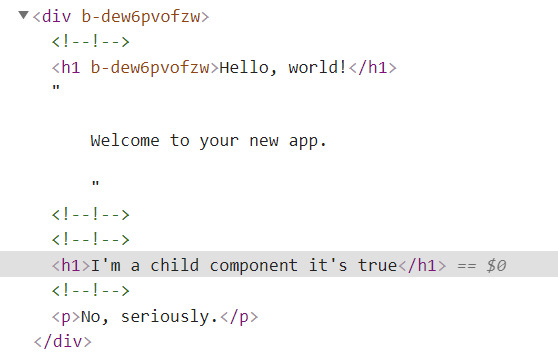 ▼<div b-dew6pvofzw>
<!--!-->
<h1 b-dew6pvofzw>Hello, world!</h1>
"
Welcome to your new app.
"
<!--!-->
<!--!-->
<h1>I'm a child component it's true</h1> == $0
<!--!-->
<p>No, seriously.</p>
</div>